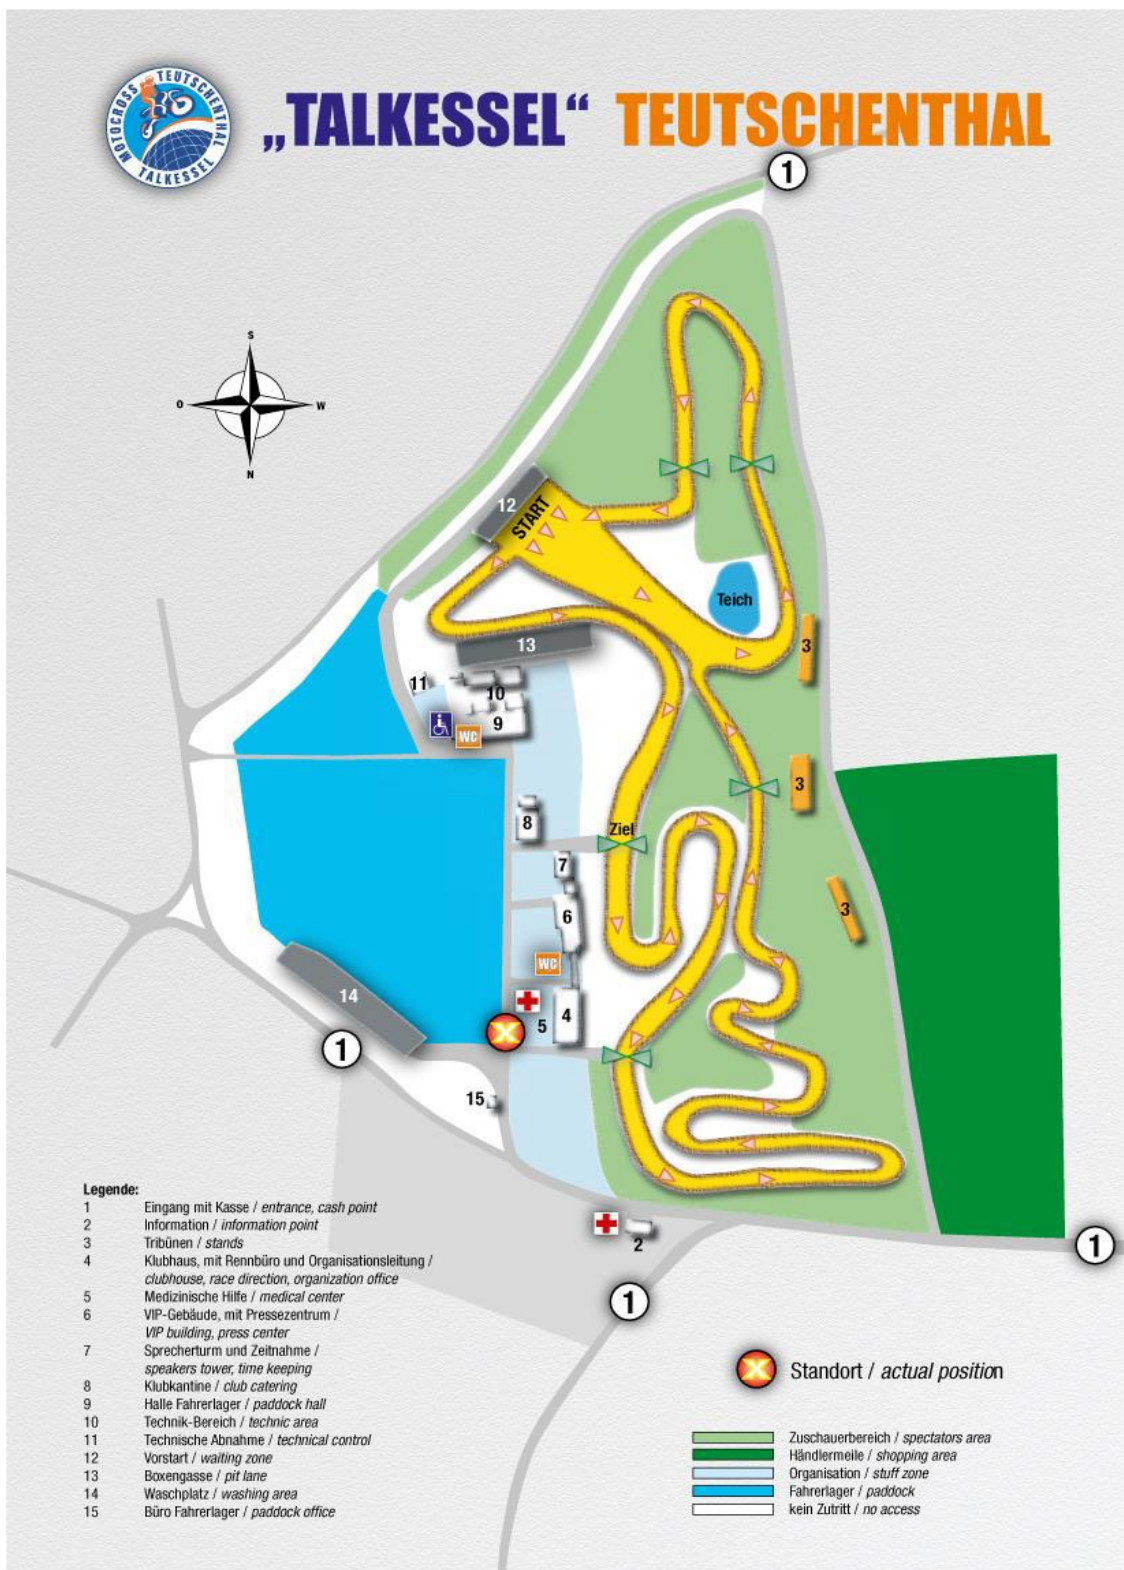 MOTOCROSS TEUTSCHENTHAL TALKESSEL
„TALKESSEL“ TEUTSCHENTHAL
1
S
O W
N
12
START
Teich
13
3
11
10
9
WC
3
8
Ziel
7
6
3
WC
14
5
4
1
15
2
1
1
Legende:
1 Eingang mit Kasse / entrance, cash point
2 Information / information point
3 Tribünen / stands
4 Klubhaus, mit Rennbüro und Organisationsleitung /
clubhouse, race direction, organization office
5 Medizinische Hilfe / medical center
6 VIP-Gebäude, mit Pressezentrum /
VIP building, press center
7 Sprecherturm und Zeitnahme /
speakers tower, time keeping
8 Klubkantine / club catering
9 Halle Fahrerlager / paddock hall
10 Technik-Bereich / technic area
11 Technische Abnahme / technical control
12 Vorstart / waiting zone
13 Boxengasse / pit lane
14 Waschplatz / washing area
15 Büro Fahrerlager / paddock office
X Standort / actual position
Zuschauerbereich / spectators area
Händlermeile / shopping area
Organisation / stuff zone
Fahrerlager / paddock
kein Zutritt / no access